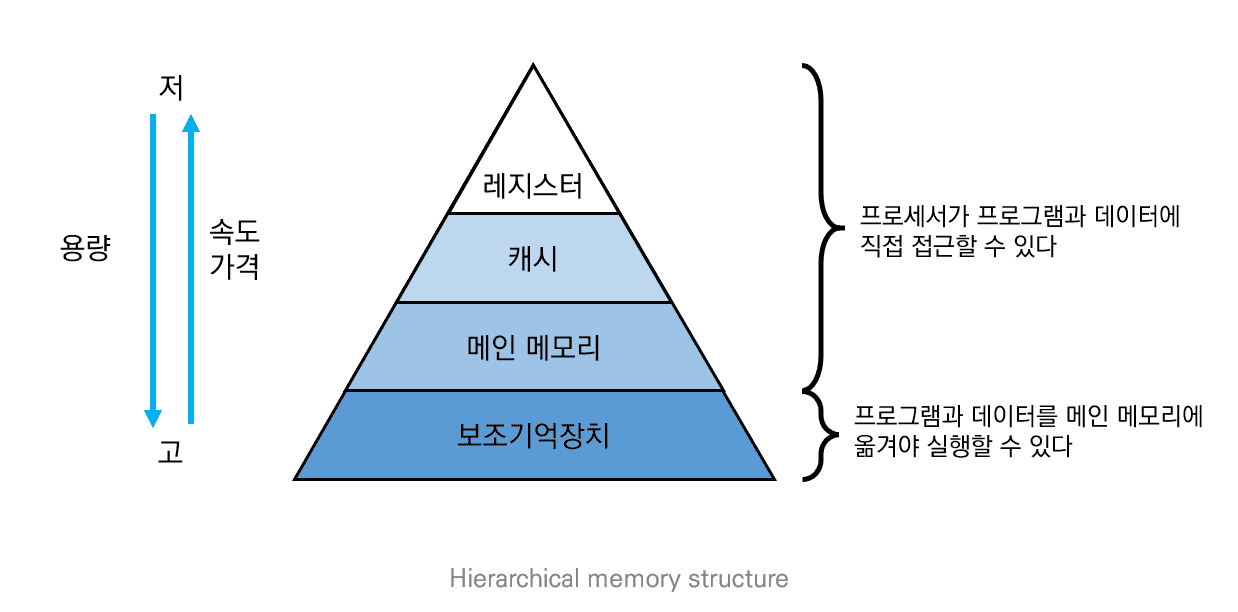 저
용량
속도
가격
고
레지스터
캐시
메인 메모리
보조기억장치
프로세서가 프로그램과 데이터에
직접 접근할 수 있다
프로그램과 데이터를 메인 메모리에
옮겨야 실행할 수 있다
Hierarchical memory structure